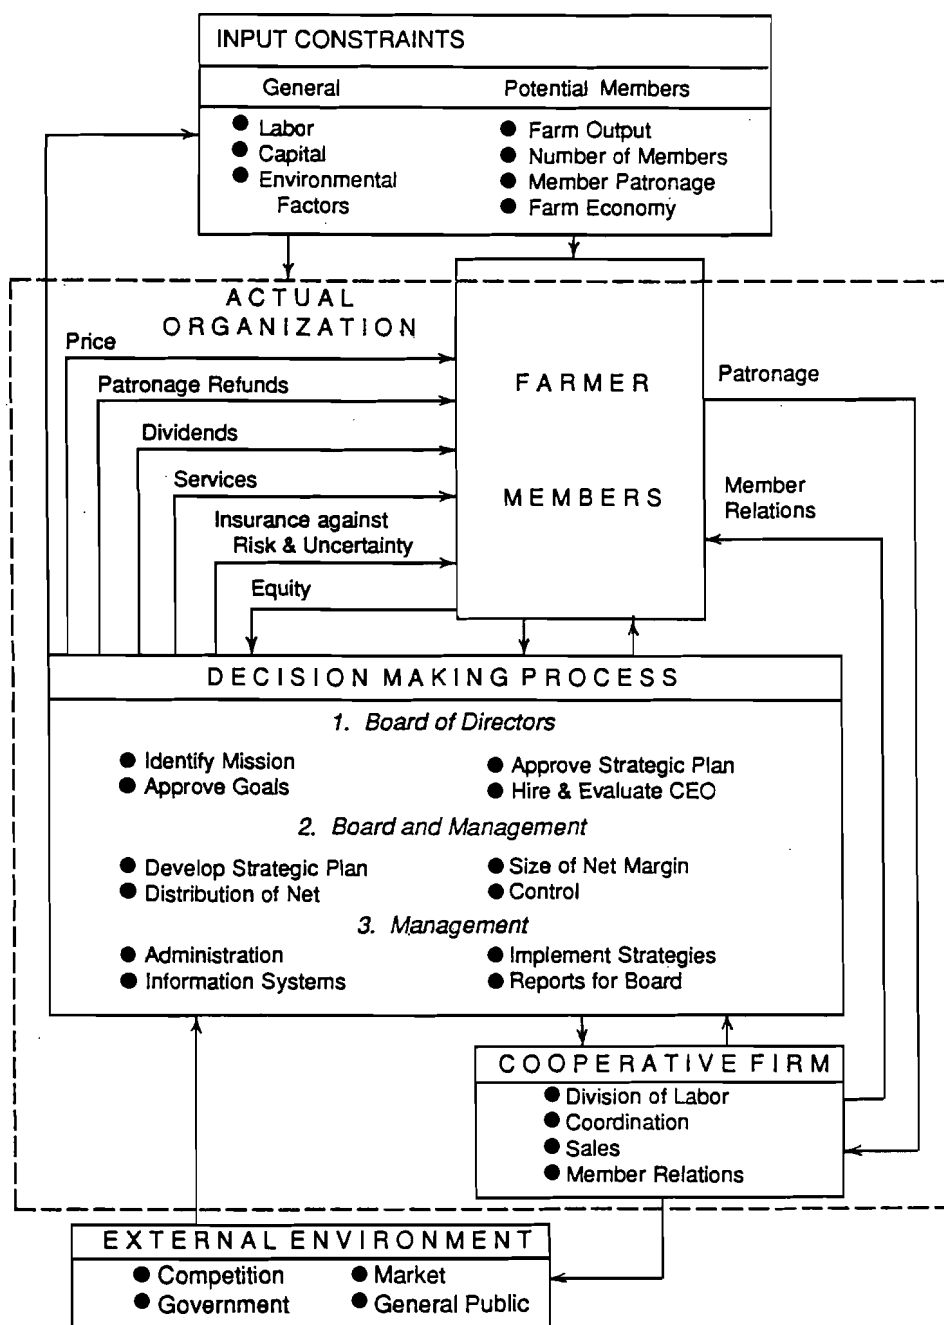 INPUT CONSTRAINTS
General Potential Members
● Labor
● Capital
● Environmental
Factors
● Farm Output
● Number of Members
● Member Patronage
● Farm Economy
ACTUAL
ORGANIZATION
Price
Patronage Refunds
Dividends
Services
Insurance against
Risk & Uncertainty
Equity
FARMER
MEMBERS
Patronage
Member
Relations
DECISION MAKING PROCESS
1. Board of Directors
● Identify Mission
● Approve Goals
● Approve Strategic Plan
● Hire & Evaluate CEO
2. Board and Management
● Develop Strategic Plan
● Distribution of Net
● Size of Net Margin
● Control
3. Management
● Administration
● Information Systems
● Implement Strategies
● Reports for Board
COOPERATIVE FIRM
● Division of Labor
● Coordination
● Sales
● Member Relations
EXTERNAL ENVIRONMENT
● Competition
● Government
● Market
● General Public